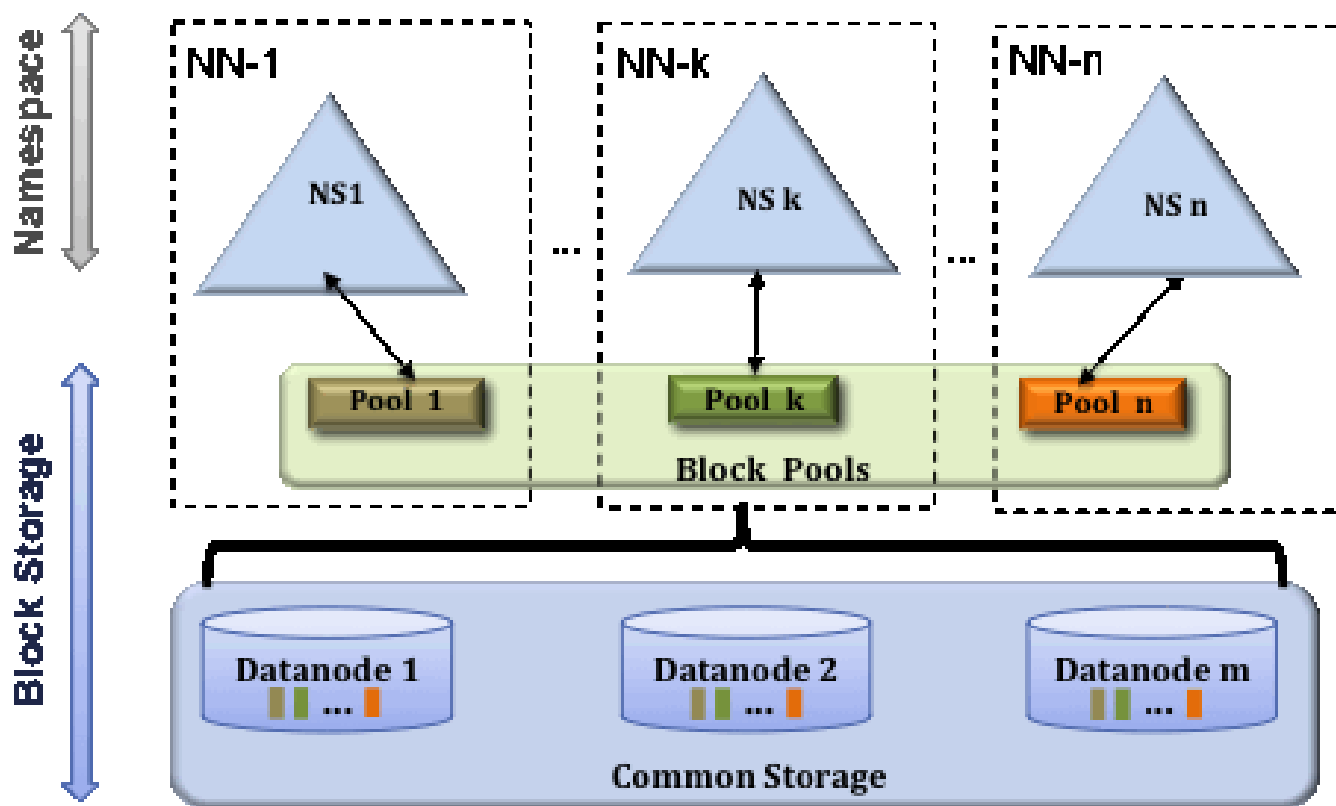 Namespace
NN-1
NN-k
NN-n
NS1
NS k
NS n
...
...
Pool 1
Pool k
Pool n
Block Pools
Block Storage
Datanode 1
Datanode 2
Datanode m
...
...
...
Common Storage